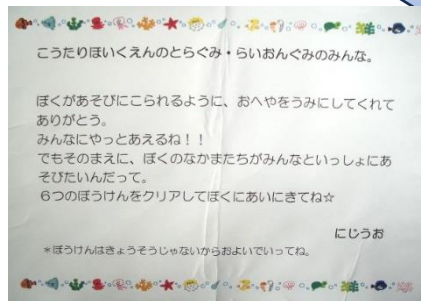 こうたりほいくえんのとらぐみ・らいおんぐみのみんな。
ぼくがあそびにこられるように、おへやをうみにしてくれて
ありがとう。
みんなにやっとあえるね！！
でもそのまえに、ぼくのなかまたちがみんなといっしょにあ
そびたいんだって。
６つのぼうけんをクリアしてぼくにあいにきてね☆
にじうお
＊ぼうけんはきょうそうじゃないからおよいでいってね。